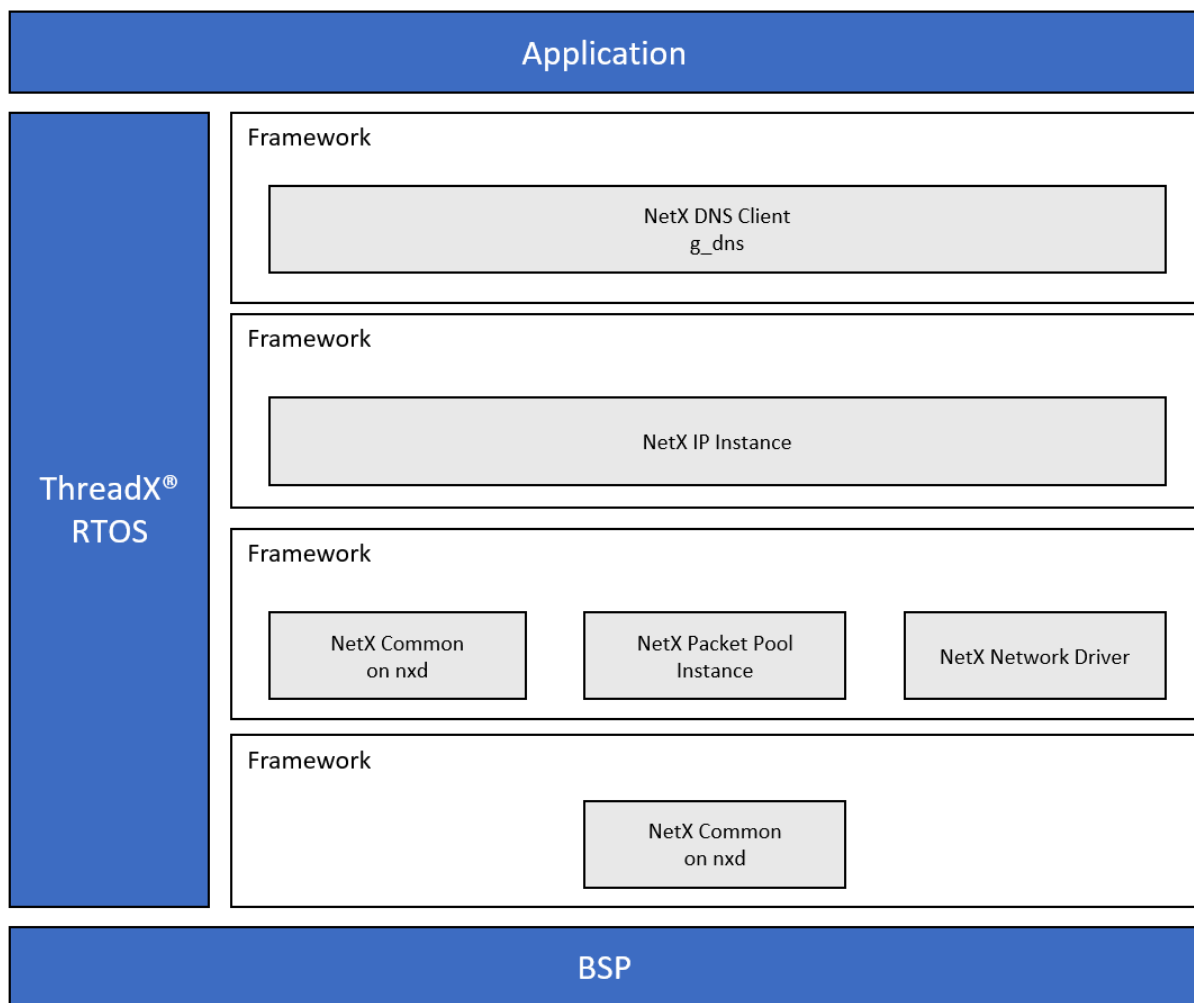 Application
ThreadX®
RTOS
Framework
NetX DNS Client
g_dns
Framework
NetX IP Instance
Framework
NetX Common
on nxd
NetX Packet Pool
Instance
NetX Network Driver
Framework
NetX Common
on nxd
BSP